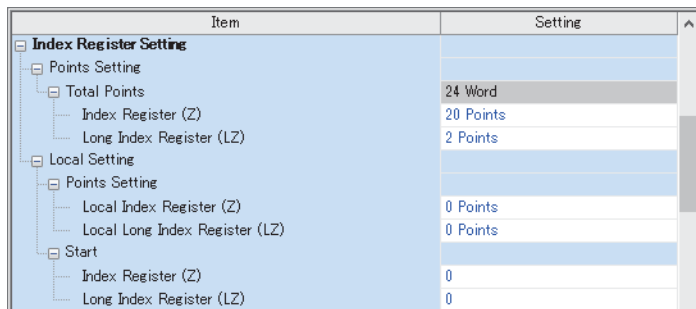 Item Setting
Index Register Setting
Points Setting
Total Points 24 Word
Index Register (Z) 20 Points
Long Index Register (LZ) 2 Points
Local Setting
Points Setting
Local Index Register (Z) 0 Points
Local Long Index Register (LZ) 0 Points
Start
Index Register (Z) 0
Long Index Register (LZ) 0